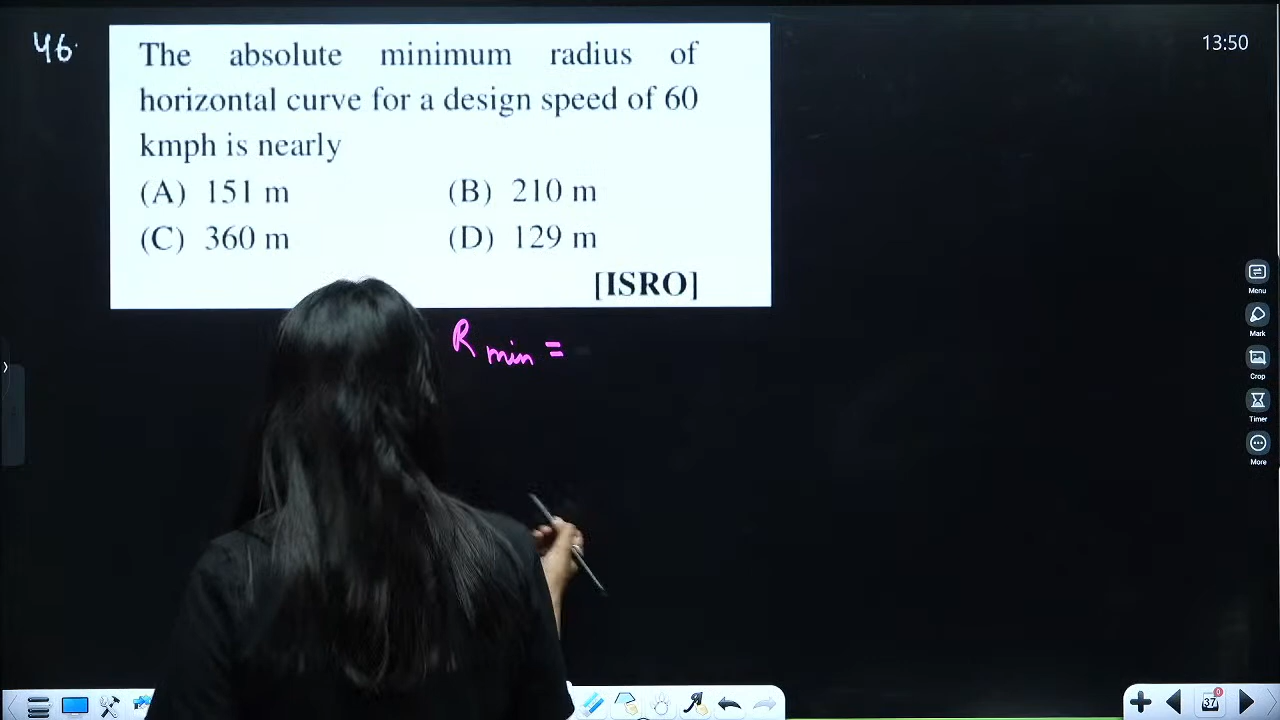 46.
The absolute minimum radius of
horizontal curve for a design speed of 60
kmph is nearly
(A) 151 m (B) 210 m
(C) 360 m (D) 129 m
[ISRO]
R min =
13:50
Menu
Mark
Crop
Timer
More
37